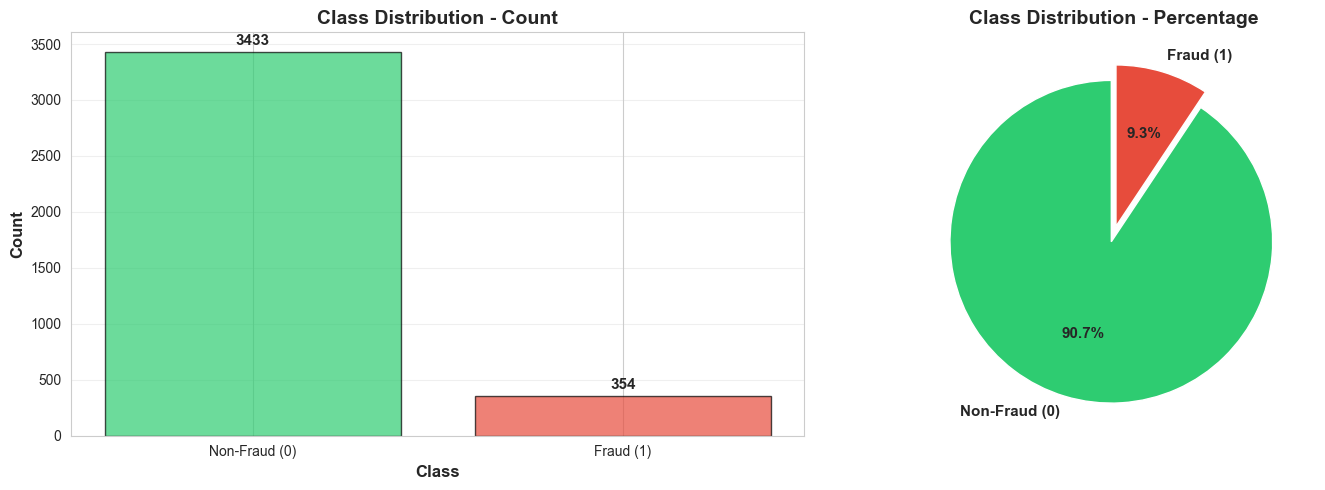 Class Distribution - Count
Count
3500
3000
2500
2000
1500
1000
500
0
3433
354
Non-Fraud (0)
Fraud (1)
Class
Class Distribution - Percentage
Fraud (1)
9.3%
90.7%
Non-Fraud (0)